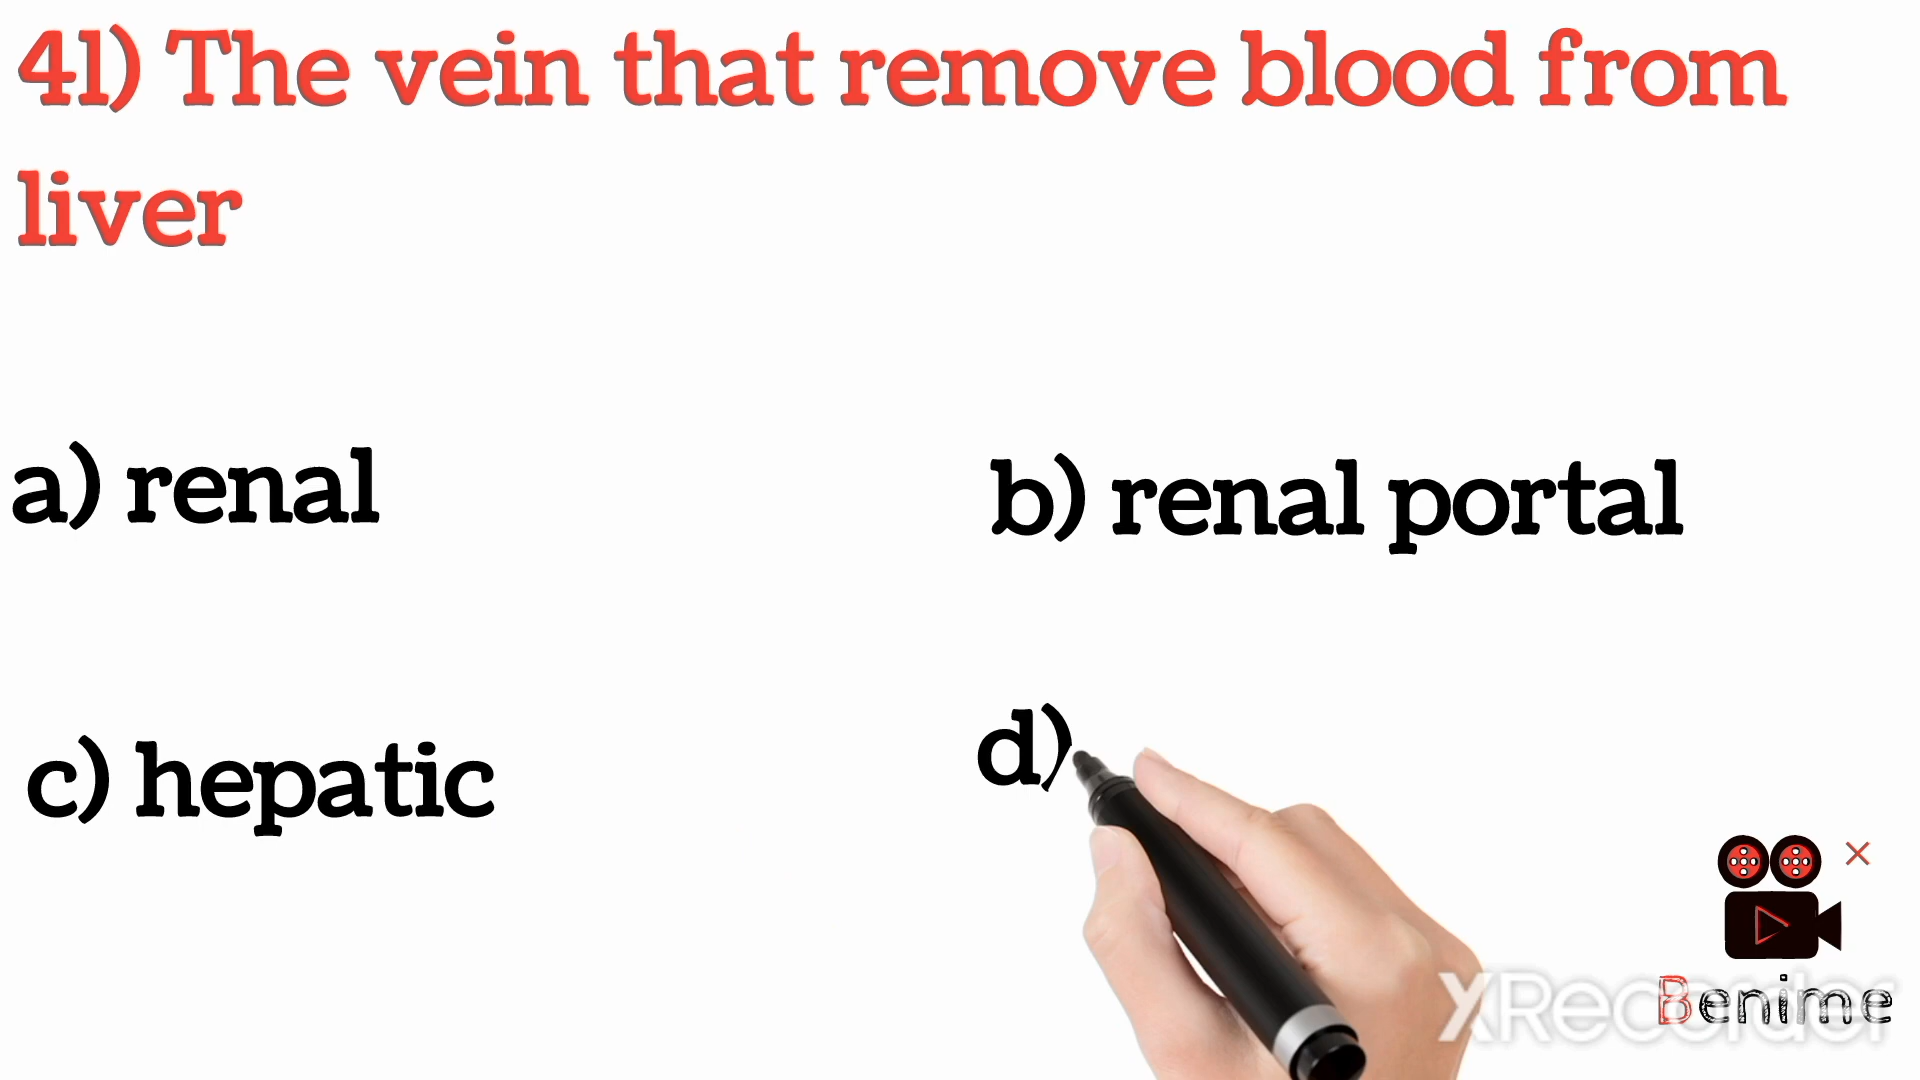 41) The vein that remove blood from
liver
a) renal
b) renal portal
c) hepatic
d)
XRecorder
Benime